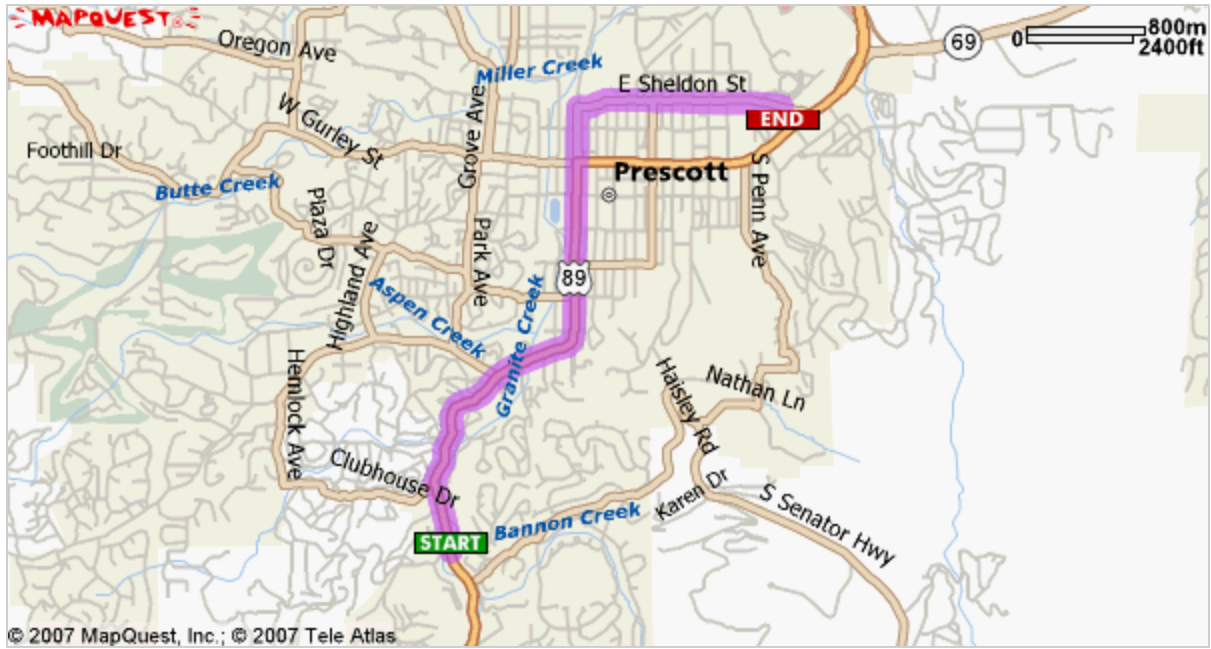 MAPQUEST
Oregon Ave
69
0
800m
2400ft
Miller Creek
E Sheldon St
END
W Gurley St
Grove Ave
Foothill Dr
Prescott
Butte Creek
S Penn Ave
Plaza Dr
Park Ave
Highland Ave
89
Aspen Creek
Granite Creek
Hemlock Ave
Haisley Rd
Nathan Ln
Clubhouse Dr
Karen Dr
S Senator Hwy
Bannon Creek
START
© 2007 MapQuest, Inc.; © 2007 Tele Atlas